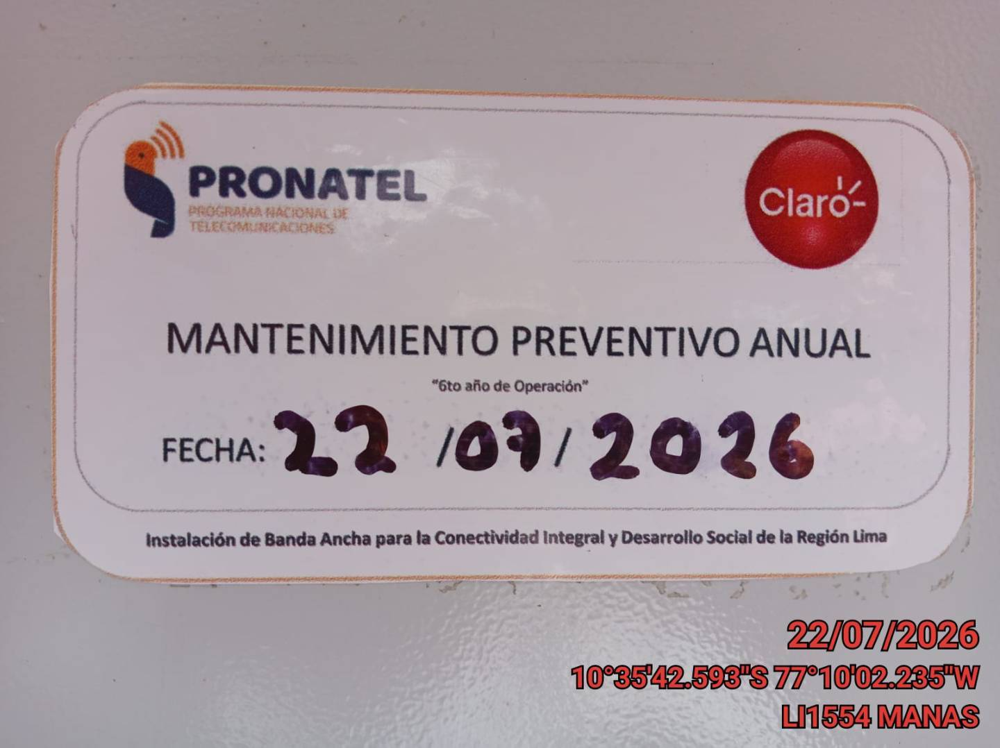 PRONATEL
PROGRAMA NACIONAL DE
TELECOMUNICACIONES
Claro
MANTENIMIENTO PREVENTIVO ANUAL
"6to año de Operación"
FECHA: 22 /07/ 2026
Instalación de Banda Ancha para la Conectividad Integral y Desarrollo Social de la Región Lima
22/07/2026
10°35'42.593"S 77°10'02.235"W
LI1554 MANAS